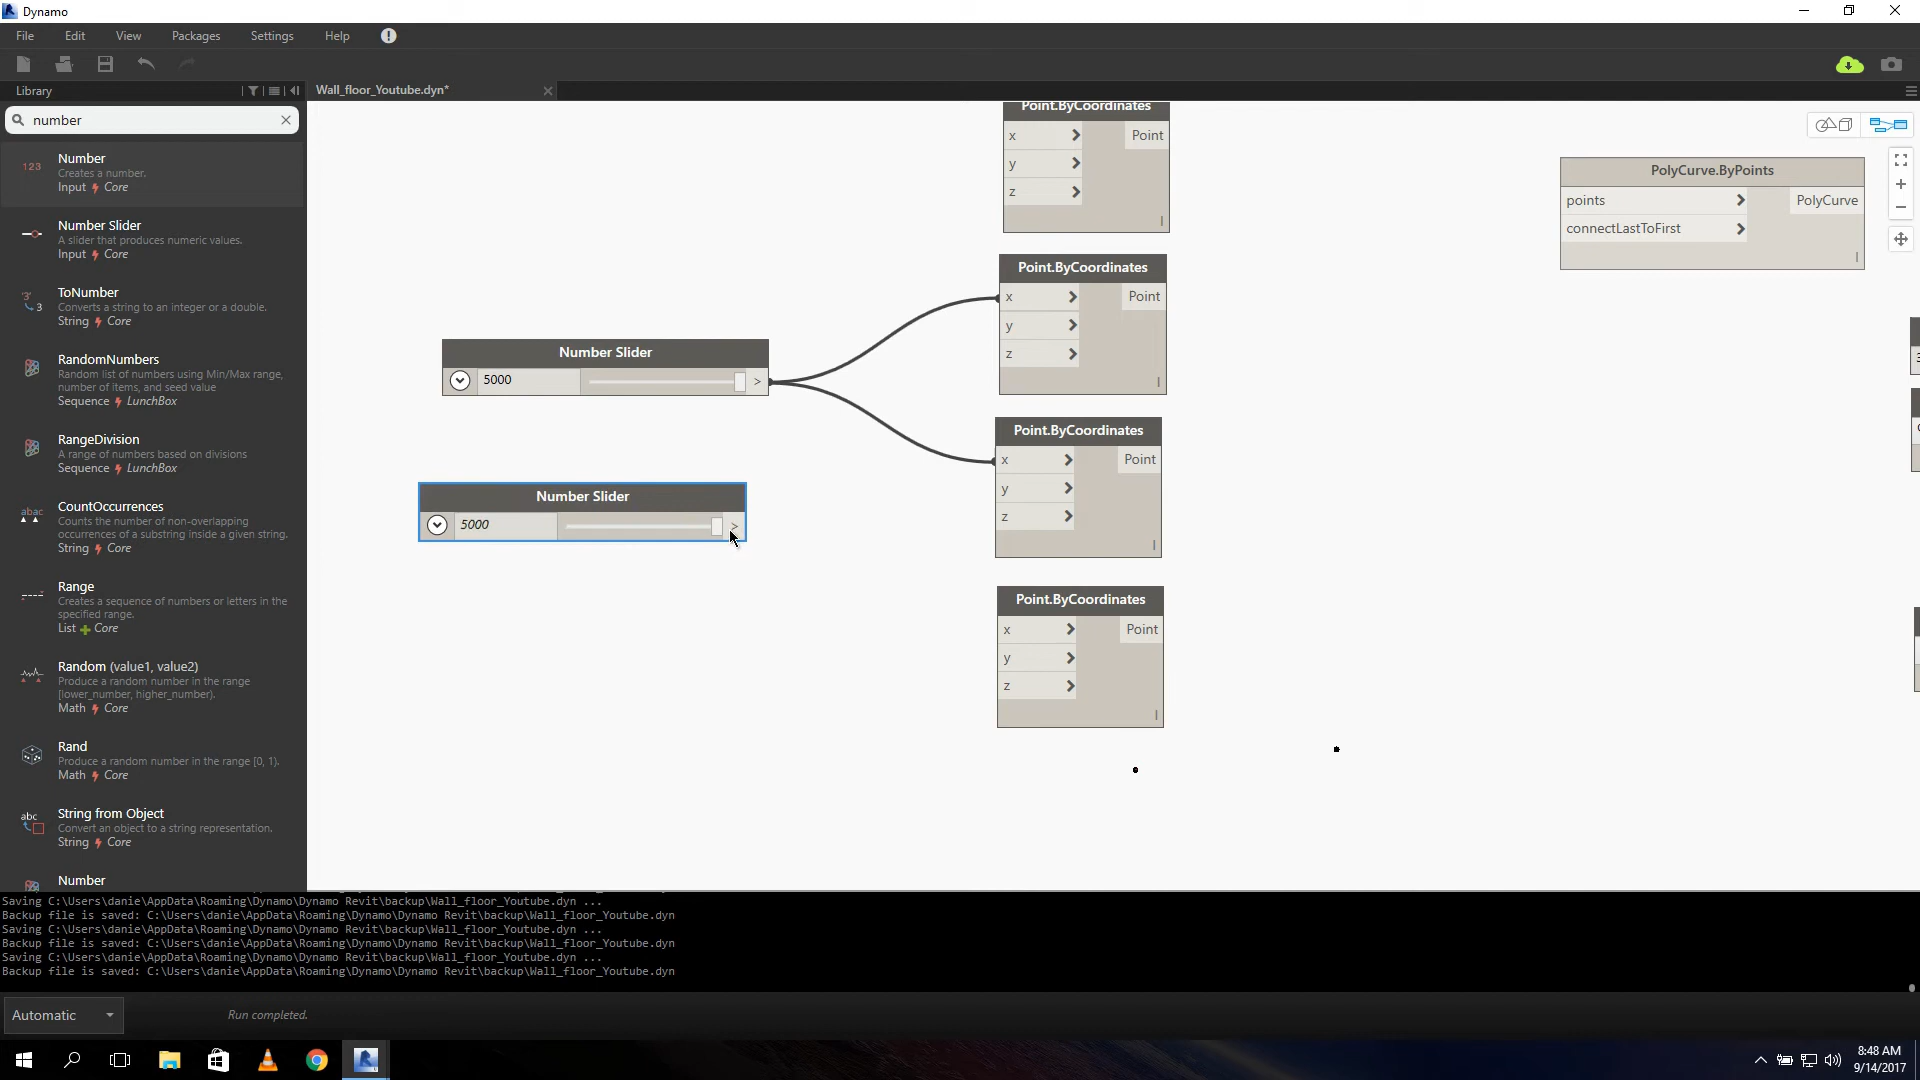 Dynamo
File Edit View Packages Settings Help
Library
Wall_floor_Youtube.dyn*
number
Number
Creates a number.
Input Core
Number Slider
A slider that produces numeric values.
Input Core
ToNumber
Converts a string to an integer or a double.
String Core
RandomNumbers
Random list of numbers using Min/Max range,
number of items, and seed value
Sequence LunchBox
RangeDivision
A range of numbers based on divisions
Sequence LunchBox
CountOccurrences
Counts the number of non-overlapping
occurrences of a substring inside a given string.
String Core
Range
Creates a sequence of numbers or letters in the
specified range.
List Core
Random (value1, value2)
Produce a random number in the range
[lower_number, higher_number).
Math Core
Rand
Produce a random number in the range [0, 1).
Math Core
String from Object
Convert an object to a string representation.
String Core
Number
Point.ByCoordinates
x Point
y
z
Point.ByCoordinates
x Point
y
z
Number Slider
5000 >
Point.ByCoordinates
x Point
y
z
Number Slider
5000 >
Point.ByCoordinates
x Point
y
z
PolyCurve.ByPoints
points PolyCurve
connectLastToFirst
Saving C:\Users\danie\AppData\Roaming\Dynamo\Dynamo Revit\backup\Wall_floor_Youtube.dyn ...
Backup file is saved: C:\Users\danie\AppData\Roaming\Dynamo\Dynamo Revit\backup\Wall_floor_Youtube.dyn
Saving C:\Users\danie\AppData\Roaming\Dynamo\Dynamo Revit\backup\Wall_floor_Youtube.dyn ...
Backup file is saved: C:\Users\danie\AppData\Roaming\Dynamo\Dynamo Revit\backup\Wall_floor_Youtube.dyn
Saving C:\Users\danie\AppData\Roaming\Dynamo\Dynamo Revit\backup\Wall_floor_Youtube.dyn ...
Backup file is saved: C:\Users\danie\AppData\Roaming\Dynamo\Dynamo Revit\backup\Wall_floor_Youtube.dyn
Automatic Run completed.
8:48 AM
9/14/2017